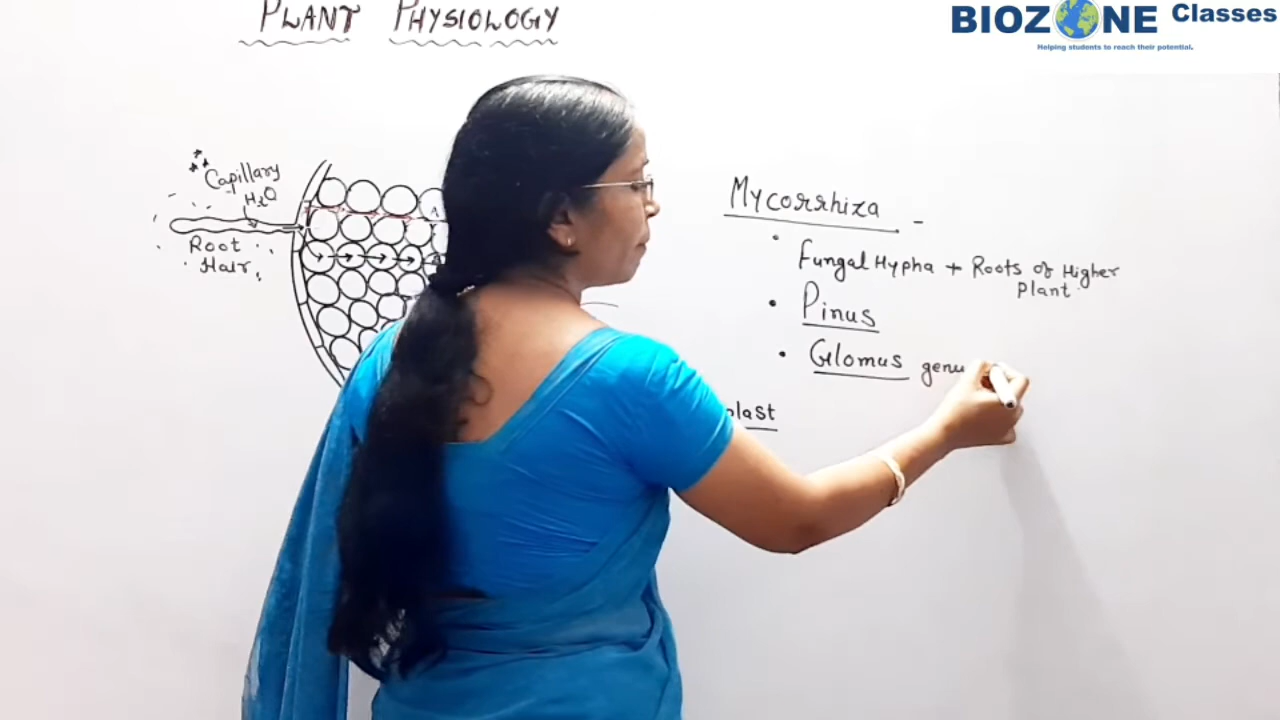 PLANT PHYSIOLOGY
BIOZONE Classes
Helping students to reach their potential.
Capillary
H2O
Root
Hair
Mycorrhiza -
• Fungal Hypha + Roots of Higher
Plant.
• Pinus
• Glomus genu
plast